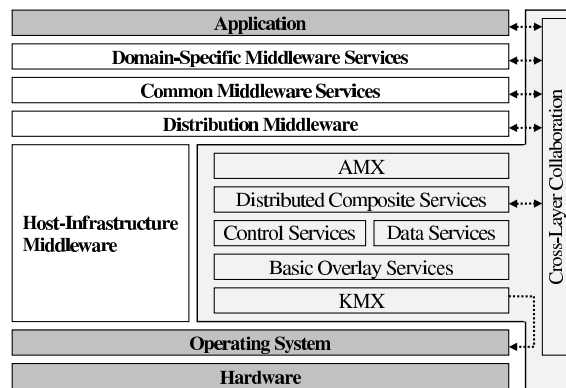 Application
Domain-Specific Middleware Services
Common Middleware Services
Distribution Middleware
Host-Infrastructure
Middleware
AMX
Distributed Composite Services
Control Services
Data Services
Basic Overlay Services
KMX
Operating System
Hardware
Cross-Layer Collaboration